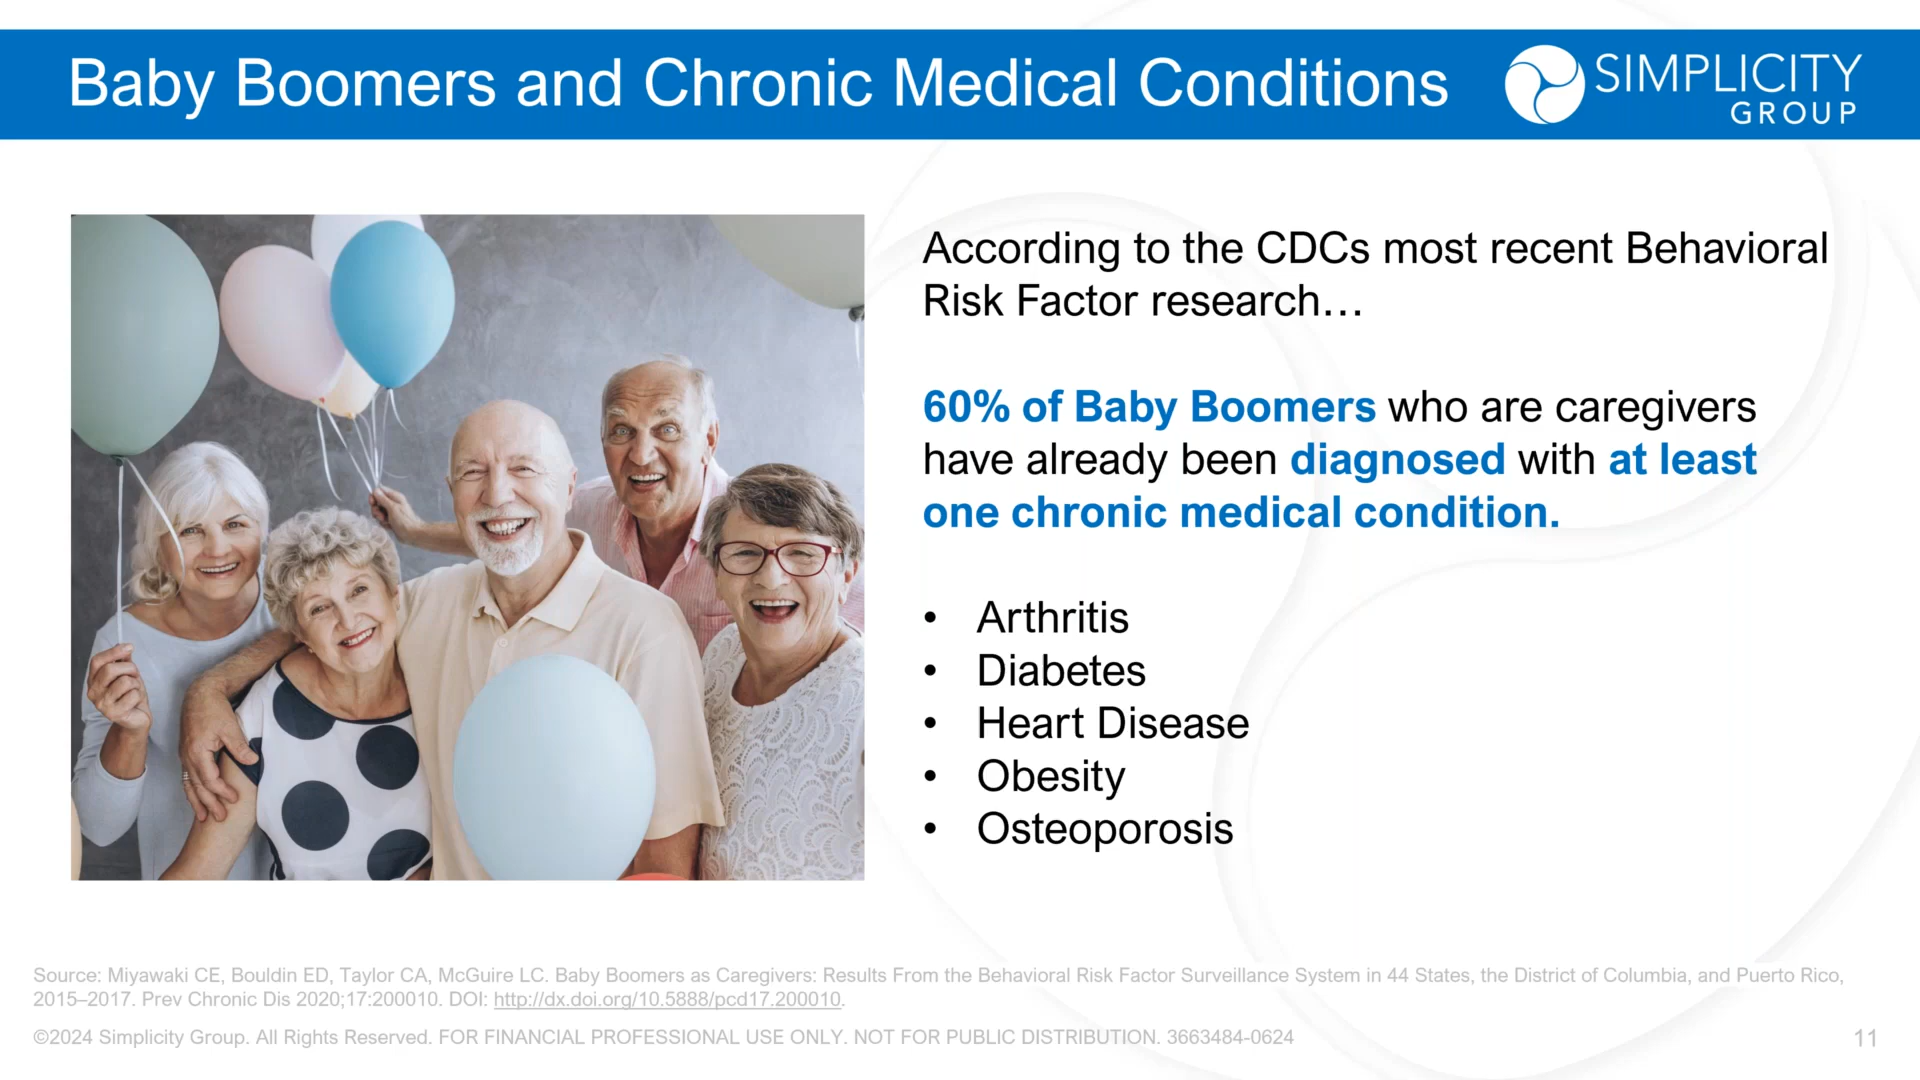 Baby Boomers and Chronic Medical Conditions
SIMPLICITY
GROUP
According to the CDCs most recent Behavioral
Risk Factor research…
60% of Baby Boomers who are caregivers
have already been diagnosed with at least
one chronic medical condition.
• Arthritis
• Diabetes
• Heart Disease
• Obesity
• Osteoporosis
Source: Miyawaki CE, Bouldin ED, Taylor CA, McGuire LC. Baby Boomers as Caregivers: Results From the Behavioral Risk Factor Surveillance System in 44 States, the District of Columbia, and Puerto Rico,
2015–2017. Prev Chronic Dis 2020;17:200010. DOI: http://dx.doi.org/10.5888/pcd17.200010.
©2024 Simplicity Group. All Rights Reserved. FOR FINANCIAL PROFESSIONAL USE ONLY. NOT FOR PUBLIC DISTRIBUTION. 3663484-0624
11